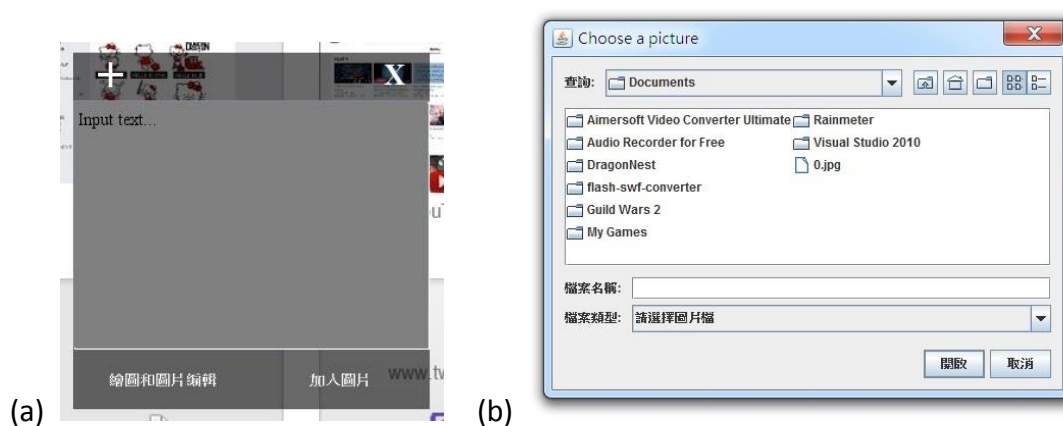 Choose a picture
X
查詢: Documents
Input text...
Aimersoft Video Converter Ultimate Rainmeter
Audio Recorder for Free Visual Studio 2010
DragonNest 0.jpg
flash-swf-converter
Guild Wars 2
My Games
檔案名稱:
檔案類型: 請選擇圖片檔
繪圖和圖片編輯 加入圖片 www.tw
開啟 取消
(a) (b)